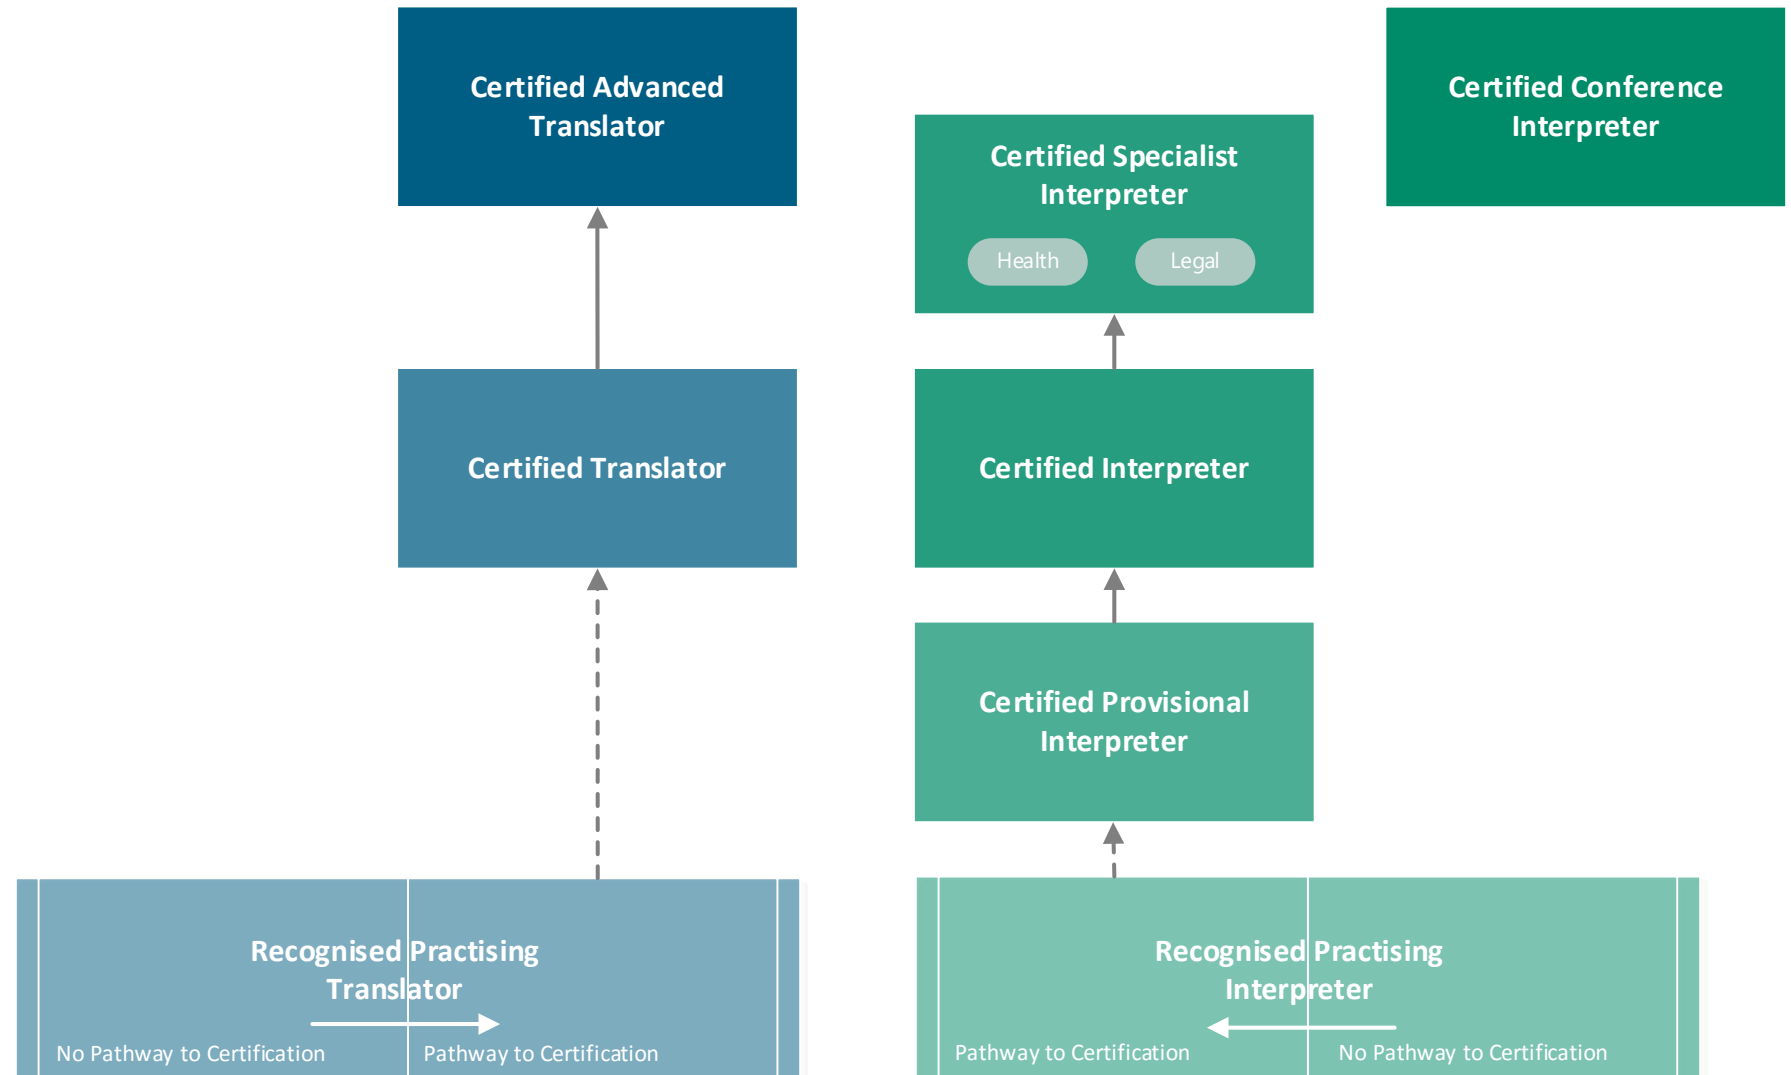 Certified Advanced
Translator
Certified Conference
Interpreter
Certified Specialist
Interpreter
Health
Legal
Certified Translator
Certified Interpreter
Certified Provisional
Interpreter
Recognised Practising
Translator
No Pathway to Certification
Pathway to Certification
Recognised Practising
Interpreter
Pathway to Certification
No Pathway to Certification